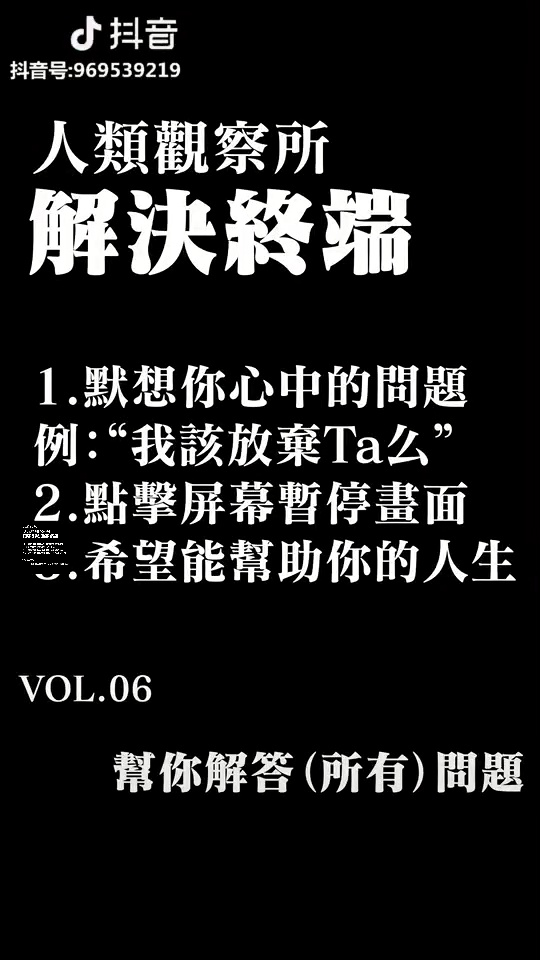 抖音
抖音号:969539219
人類觀察所
解決終端
1.默想你心中的問題
例：“我該放棄Ta么”
2.點擊屏幕暫停畫面
3.希望能幫助你的人生
VOL.06
幫你解答(所有)問題